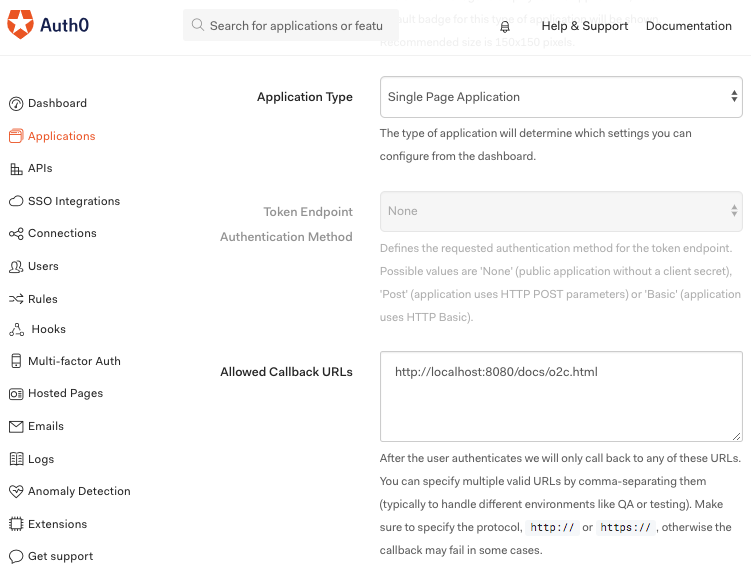 Auth0
Search for applications or featu
Help & Support
Documentation
Recommended size is 150x150 pixels.
Dashboard
Applications
APIs
SSO Integrations
Connections
Users
Rules
Hooks
Multi-factor Auth
Hosted Pages
Emails
Logs
Anomaly Detection
Extensions
Get support
Application Type
Single Page Application
The type of application will determine which settings you can
configure from the dashboard.
Token Endpoint
Authentication Method
None
Defines the requested authentication method for the token endpoint.
Possible values are 'None' (public application without a client secret),
'Post' (application uses HTTP POST parameters) or 'Basic' (application
uses HTTP Basic).
Allowed Callback URLs
http://localhost:8080/docs/o2c.html
After the user authenticates we will only call back to any of these URLs.
You can specify multiple valid URLs by comma-separating them
(typically to handle different environments like QA or testing). Make
sure to specify the protocol, http:// or https:// , otherwise the
callback may fail in some cases.